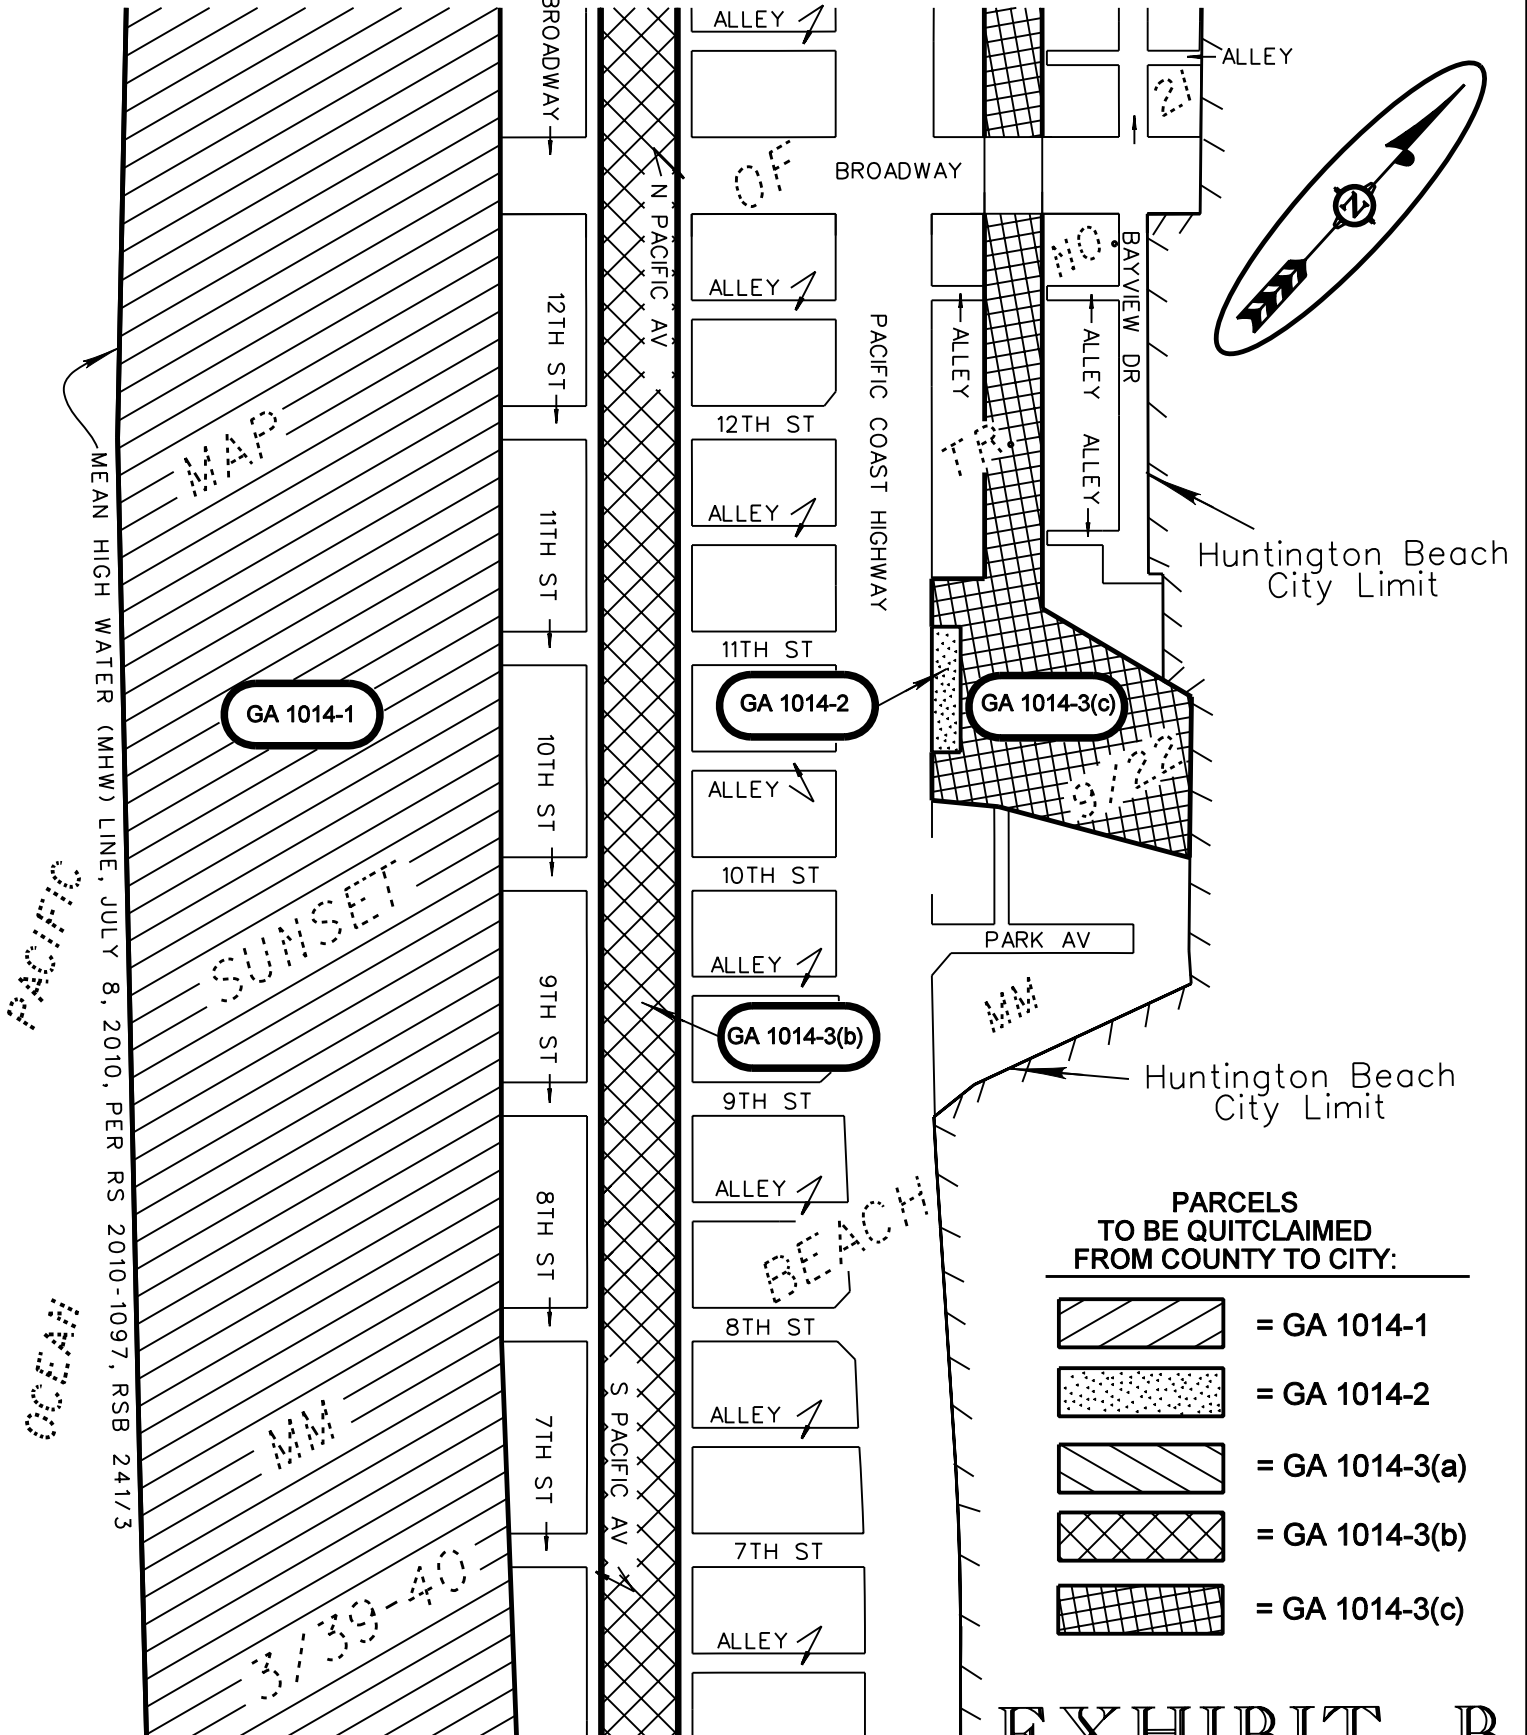 BROADWAY
ALLEY
ALLEY
21
OF
BROADWAY
N PACIFIC AV
NO.
BAYVIEW DR
N
ALLEY
12TH ST
PACIFIC COAST HIGHWAY
ALLEY
ALLEY
ALLEY
MAP
12TH ST
TR.
ALLEY
11TH ST
Huntington Beach
City Limit
MEAN HIGH WATER (MHW) LINE, JULY 8, 2010, PER RS 2010-1097, RSB 241/3
11TH ST
GA 1014-1
GA 1014-2
GA 1014-3(c)
10TH ST
ALLEY
9122
10TH ST
PACIFIC
SUNSET
PARK AV
ALLEY
9TH ST
MM
GA 1014-3(b)
Huntington Beach
City Limit
9TH ST
ALLEY
8TH ST
BEACH
PARCELS
TO BE QUITCLAIMED
FROM COUNTY TO CITY:
OCEAN
8TH ST
= GA 1014-1
= GA 1014-2
S PACIFIC AV
ALLEY
MM
7TH ST
= GA 1014-3(a)
= GA 1014-3(b)
7TH ST
3/39-40
= GA 1014-3(c)
ALLEY
EXHIBIT B